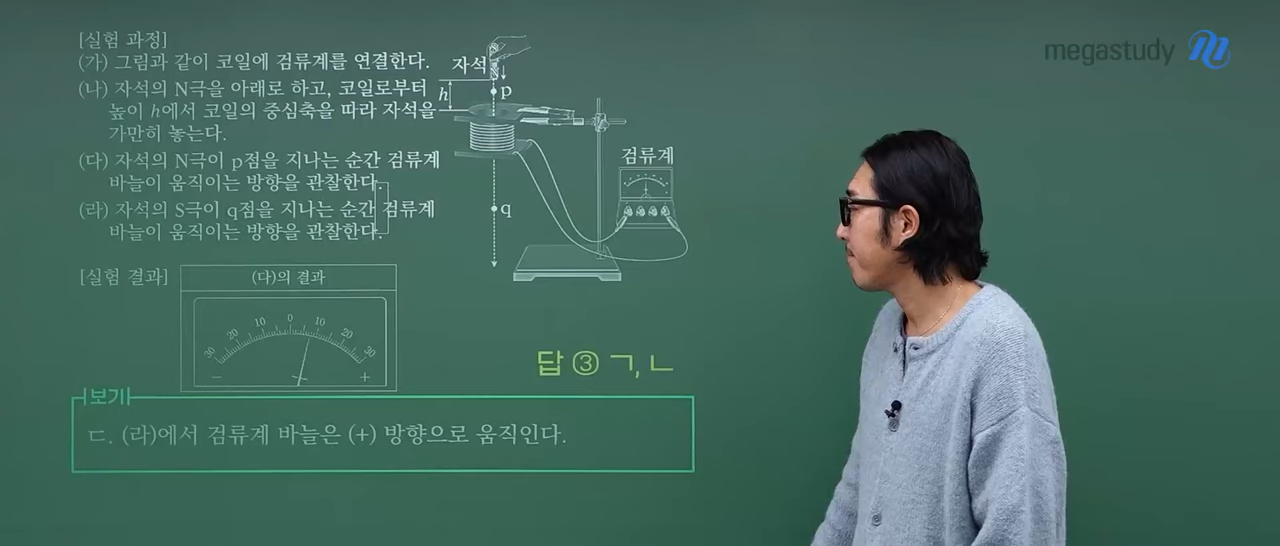 [실험 과정]
(가) 그림과 같이 코일에 검류계를 연결한다.
(나) 자석의 N극을 아래로 하고, 코일로부터
높이 h에서 코일의 중심축을 따라 자석을
가만히 놓는다.
(다) 자석의 N극이 p점을 지나는 순간 검류계
바늘이 움직이는 방향을 관찰한다.
(라) 자석의 S극이 q점을 지나는 순간 검류계
바늘이 움직이는 방향을 관찰한다.
자석
h
p
q
검류계
[실험 결과]
(다)의 결과
30 20 10 0 10 20 30
− +
답 ③ ㄱ, ㄴ
보기
ㄷ. (라)에서 검류계 바늘은 (+) 방향으로 움직인다.
megastudy